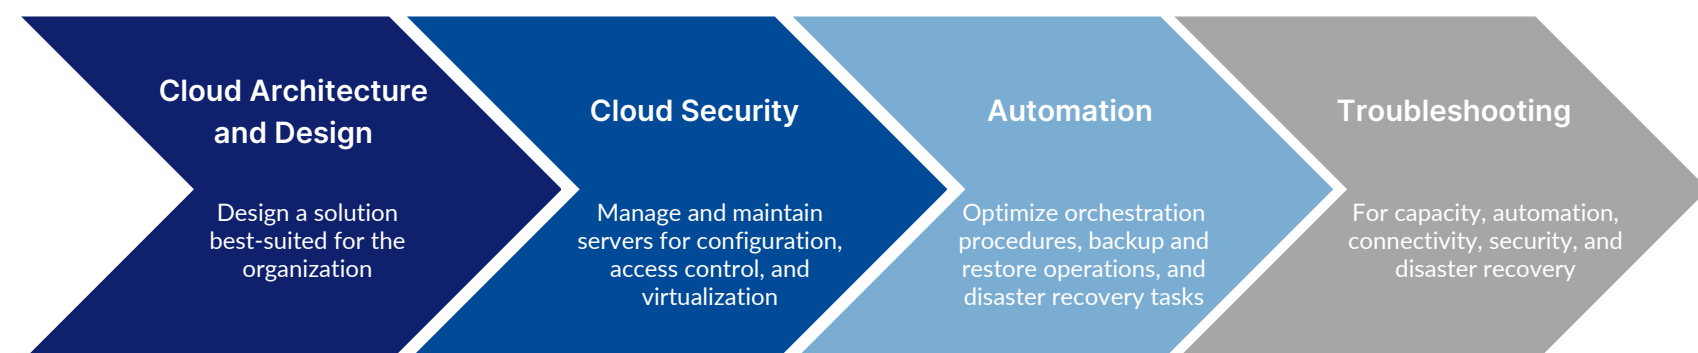 Cloud Architecture
and Design
Design a solution
best-suited for the
organization
Cloud Security
Manage and maintain
servers for configuration,
access control, and
virtualization
Automation
Optimize orchestration
procedures, backup and
restore operations, and
disaster recovery tasks
Troubleshooting
For capacity, automation,
connectivity, security, and
disaster recovery